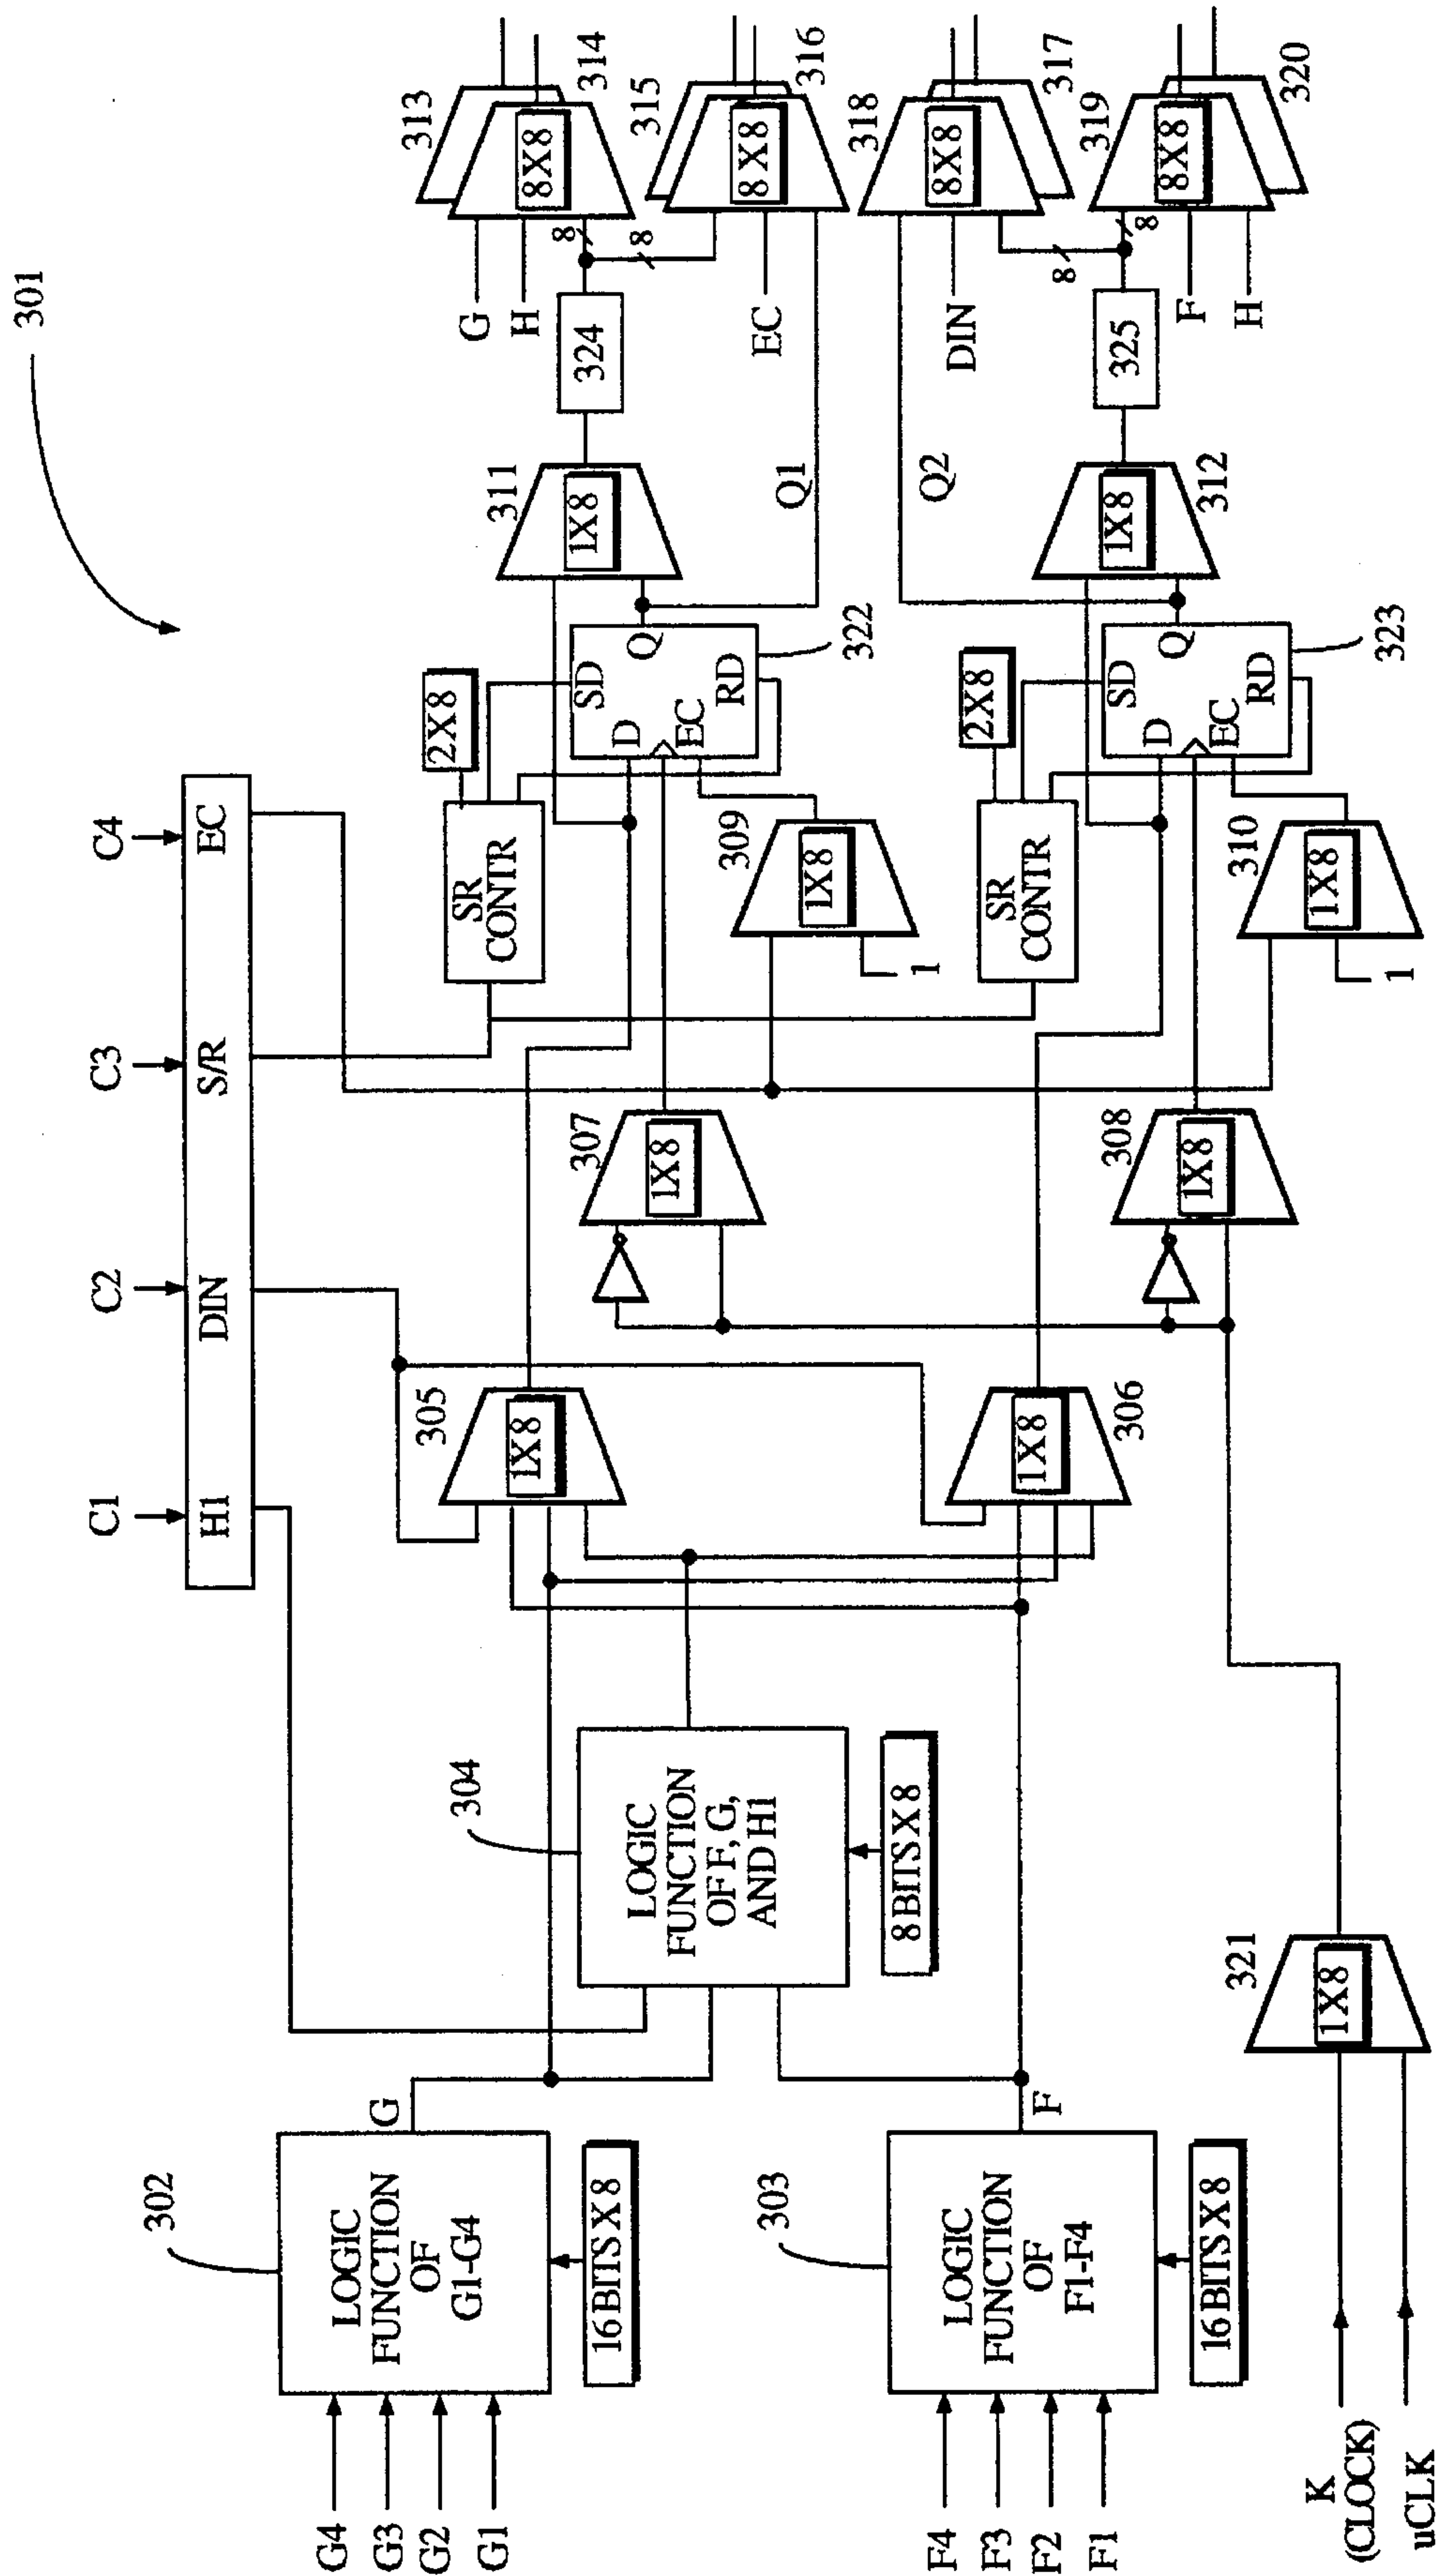 301
C1
C2
C3
C4
H1
DIN
S/R
EC
302
LOGIC
FUNCTION
OF
G1-G4
G4
G3
G2
G1
16 BITS X 8
G
303
LOGIC
FUNCTION
OF
F1-F4
F4
F3
F2
F1
16 BITS X 8
F
304
LOGIC
FUNCTION
OF F, G,
AND H1
8 BITS X 8
K
(CLOCK)
uCLK
321
1X8
305
1X8
306
1X8
307
1X8
308
1X8
SR
CONTR
2X8
309
1X8
1
SR
CONTR
2X8
310
1X8
1
SD
D
Q
EC
RD
322
SD
D
Q
EC
RD
323
311
1X8
312
1X8
Q1
Q2
324
325
G
H
8
8
EC
DIN
8
8
F
H
313
8X8
314
315
8X8
316
318
8X8
317
319
8X8
320